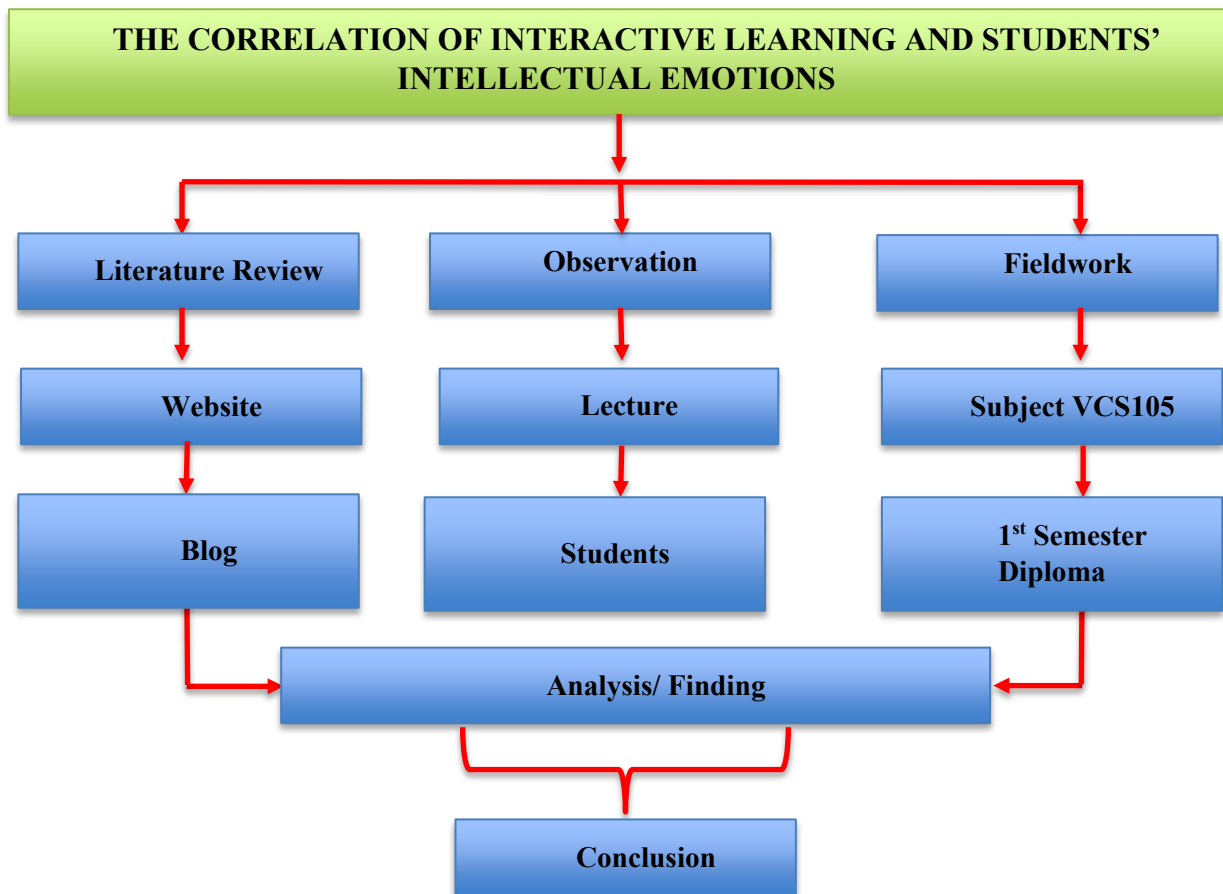 THE CORRELATION OF INTERACTIVE LEARNING AND STUDENTS’
INTELLECTUAL EMOTIONS
Literature Review
Observation
Fieldwork
Website
Lecture
Subject VCS105
Blog
Students
1st Semester
Diploma
Analysis/ Finding
Conclusion